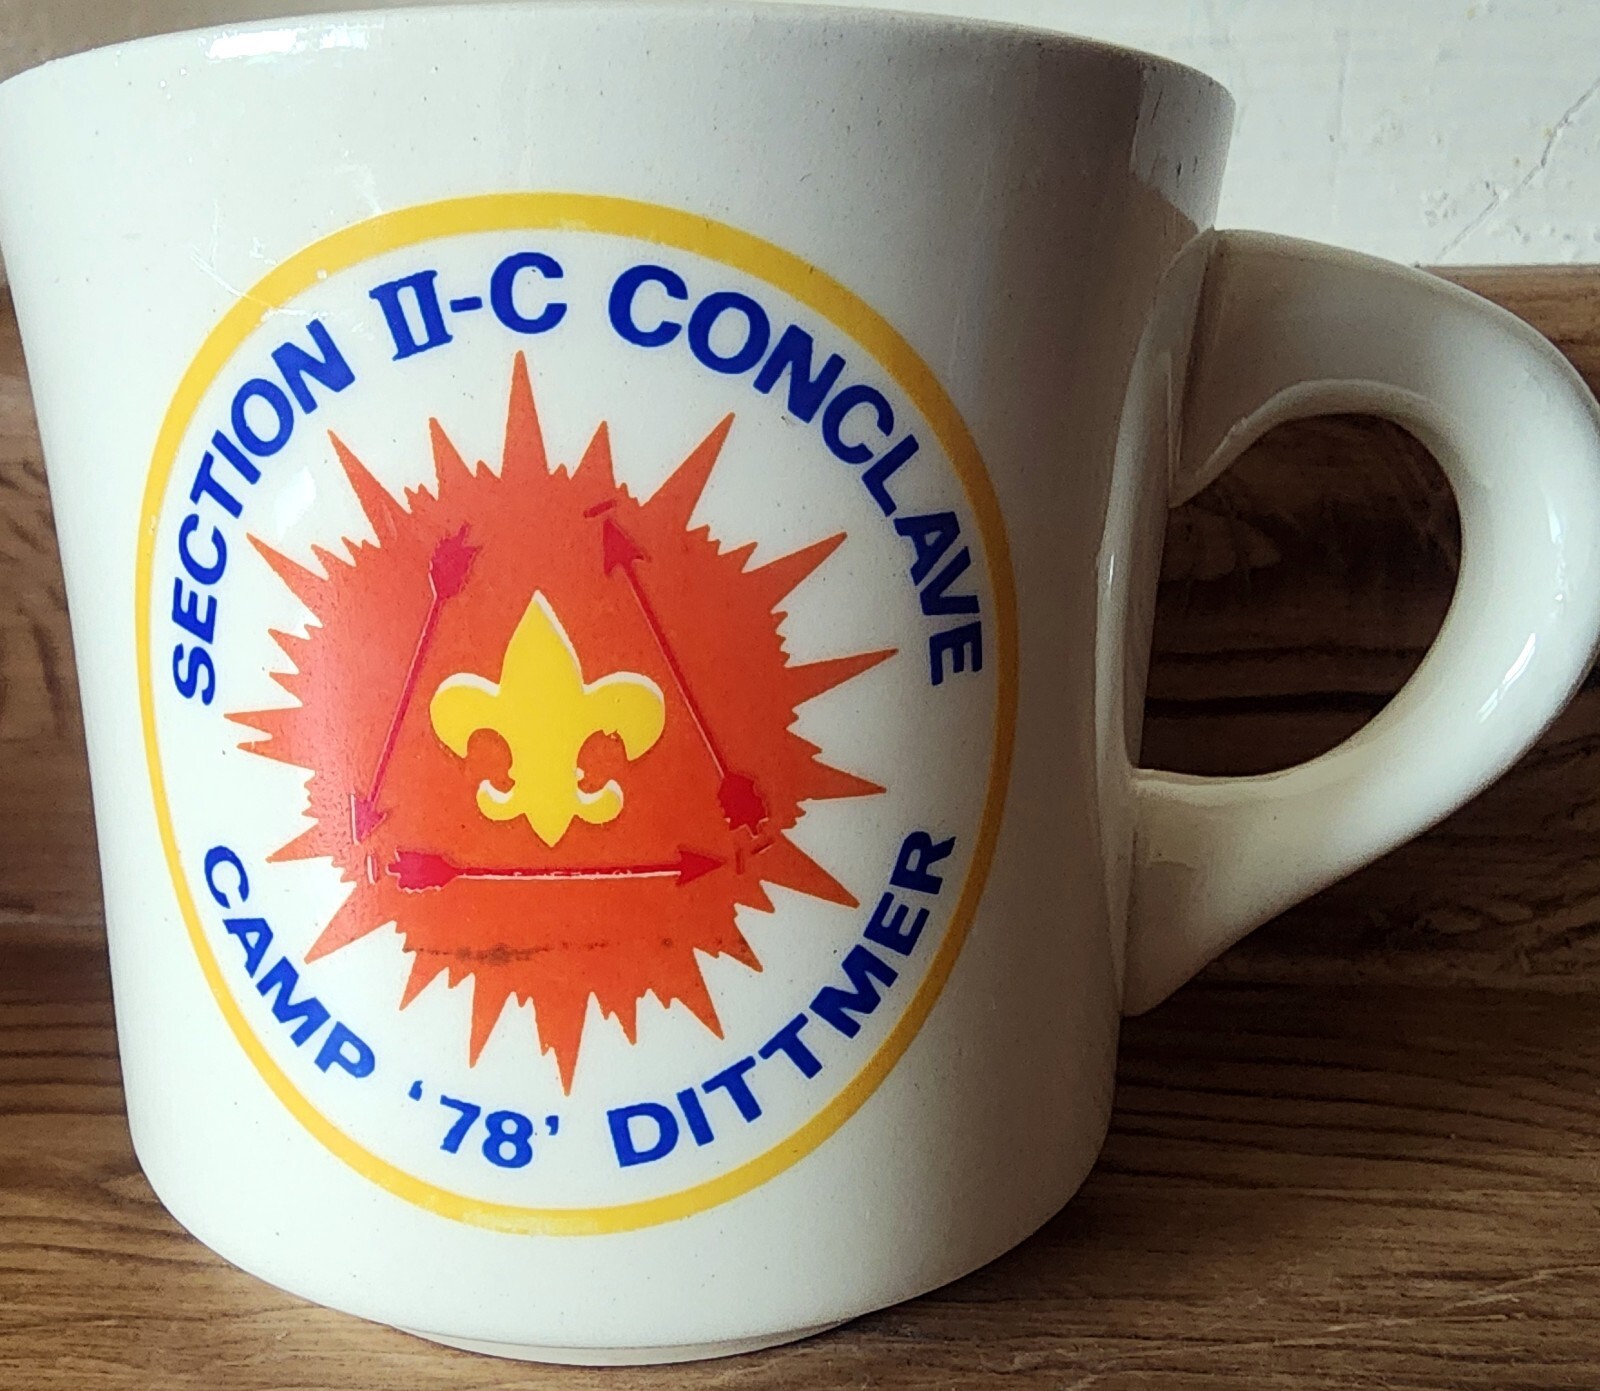 SECTION II-C CONCLAVE
CAMP '78' DITTMER